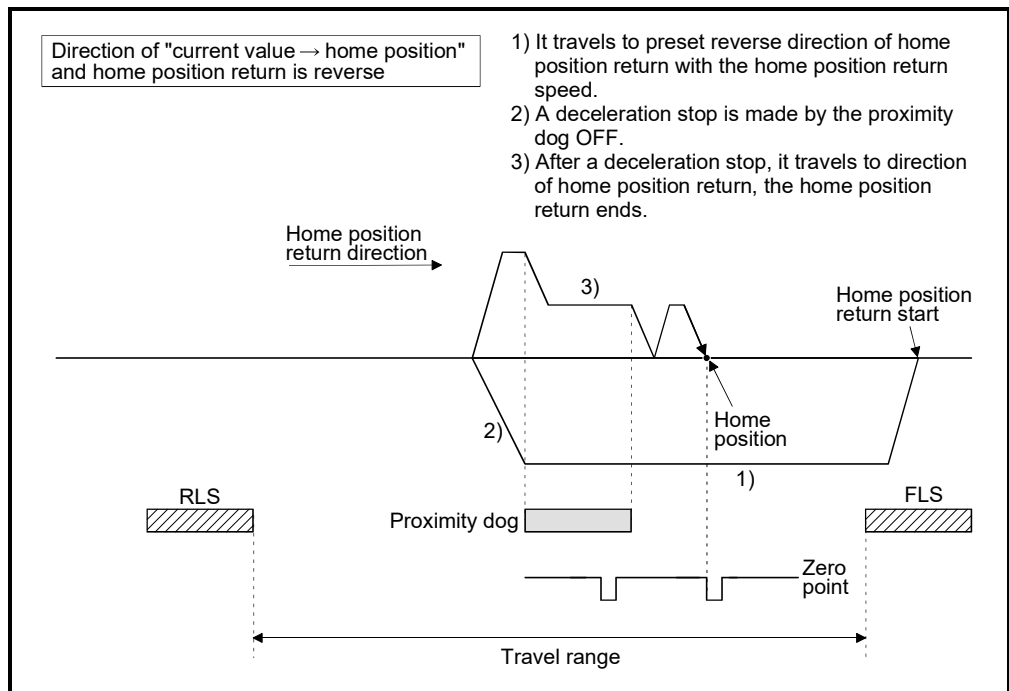 Direction of "current value → home position"
and home position return is reverse
1) It travels to preset reverse direction of home
position return with the home position return
speed.
2) A deceleration stop is made by the proximity
dog OFF.
3) After a deceleration stop, it travels to direction
of home position return, the home position
return ends.
Home position
return direction
3)
Home position
return start
2)
Home
position
1)
RLS
Proximity dog
FLS
Zero
point
Travel range